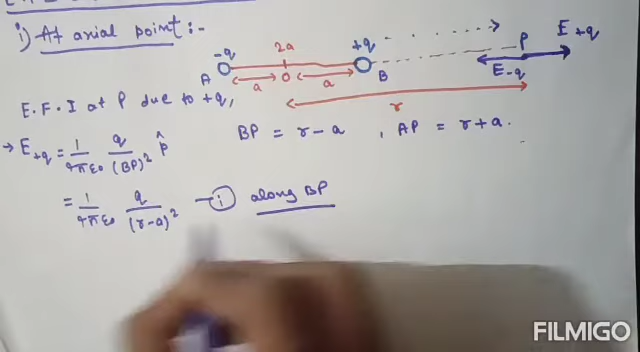 i) At axial point :-
-q 2a +q P E+q
A a O a B E-q
r
E.F.I at P due to +q,
BP = r-a , AP = r+a.
→ E+q = 1/4πε0 q/(BP)² p̂
= 1/4πε0 q/(r-a)² — (i) along BP
FILMIGO